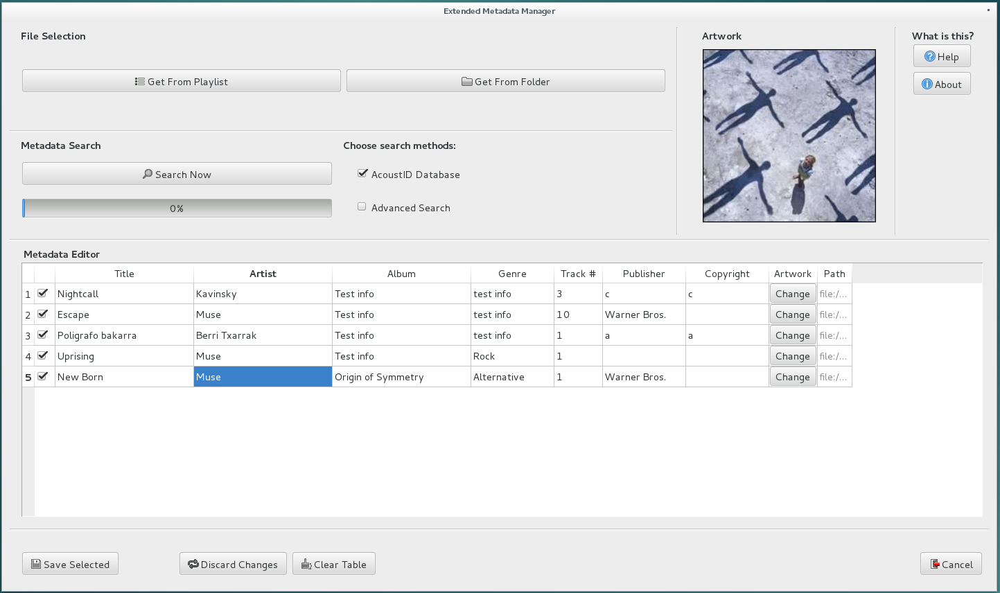 Extended Metadata Manager
File Selection
Get From Playlist
Get From Folder
Artwork
What is this?
Help
About
Metadata Search
Choose search methods:
Search Now
AcoustID Database
0%
Advanced Search
Metadata Editor
Title Artist Album Genre Track # Publisher Copyright Artwork Path
1 Nightcall Kavinsky Test info test info 3 c c Change file:/...
2 Escape Muse Test info test info 10 Warner Bros. Change file:/...
3 Poligrafo bakarra Berri Txarrak Test info test info 1 a a Change file:/...
4 Uprising Muse Test info Rock 1 Change file:/...
5 New Born Muse Origin of Symmetry Alternative 1 Warner Bros. Change file:/...
Save Selected
Discard Changes
Clear Table
Cancel